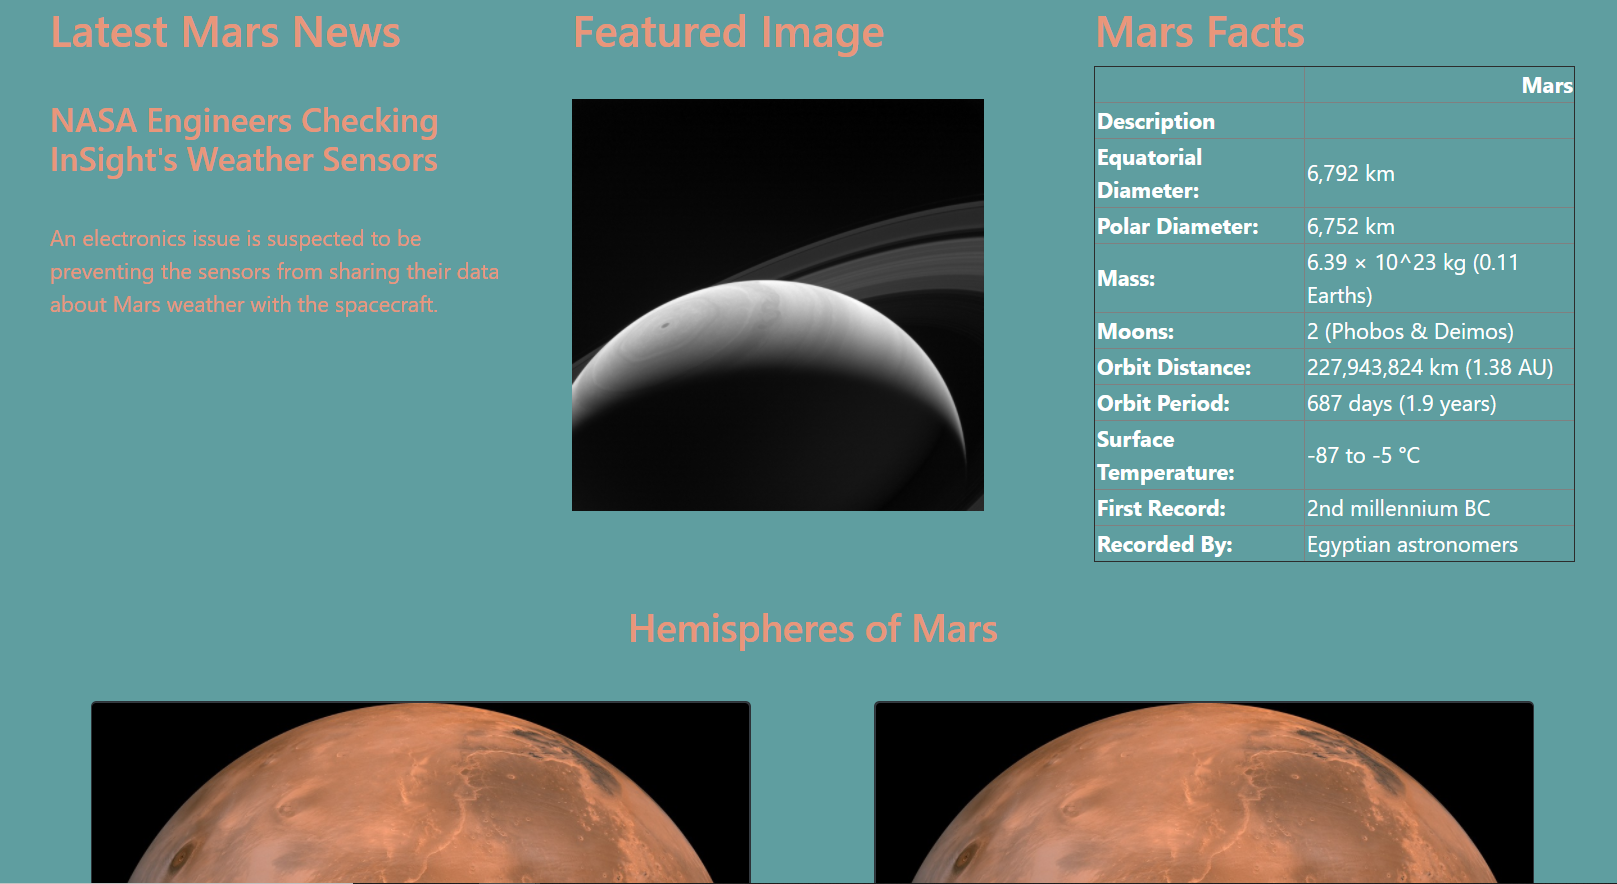 Latest Mars News
NASA Engineers Checking
InSight's Weather Sensors
An electronics issue is suspected to be
preventing the sensors from sharing their data
about Mars weather with the spacecraft.
Featured Image
Mars Facts
Mars
Description
Equatorial
Diameter:
6,792 km
Polar Diameter:
6,752 km
Mass:
6.39 × 10^23 kg (0.11
Earths)
Moons:
2 (Phobos & Deimos)
Orbit Distance:
227,943,824 km (1.38 AU)
Orbit Period:
687 days (1.9 years)
Surface
Temperature:
-87 to -5 °C
First Record:
2nd millennium BC
Recorded By:
Egyptian astronomers
Hemispheres of Mars